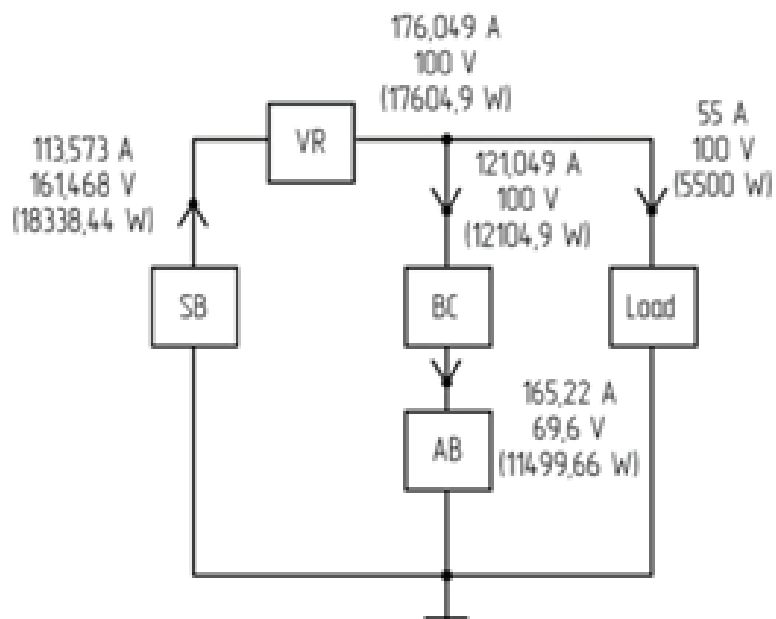 176,049 A
100 V
(17604,9 W)
VR
113,573 A
161,468 V
(18338,44 W)
121,049 A
100 V
(12104,9 W)
55 A
100 V
(5500 W)
SB
BC
Load
165,22 A
69,6 V
(11499,66 W)
AB